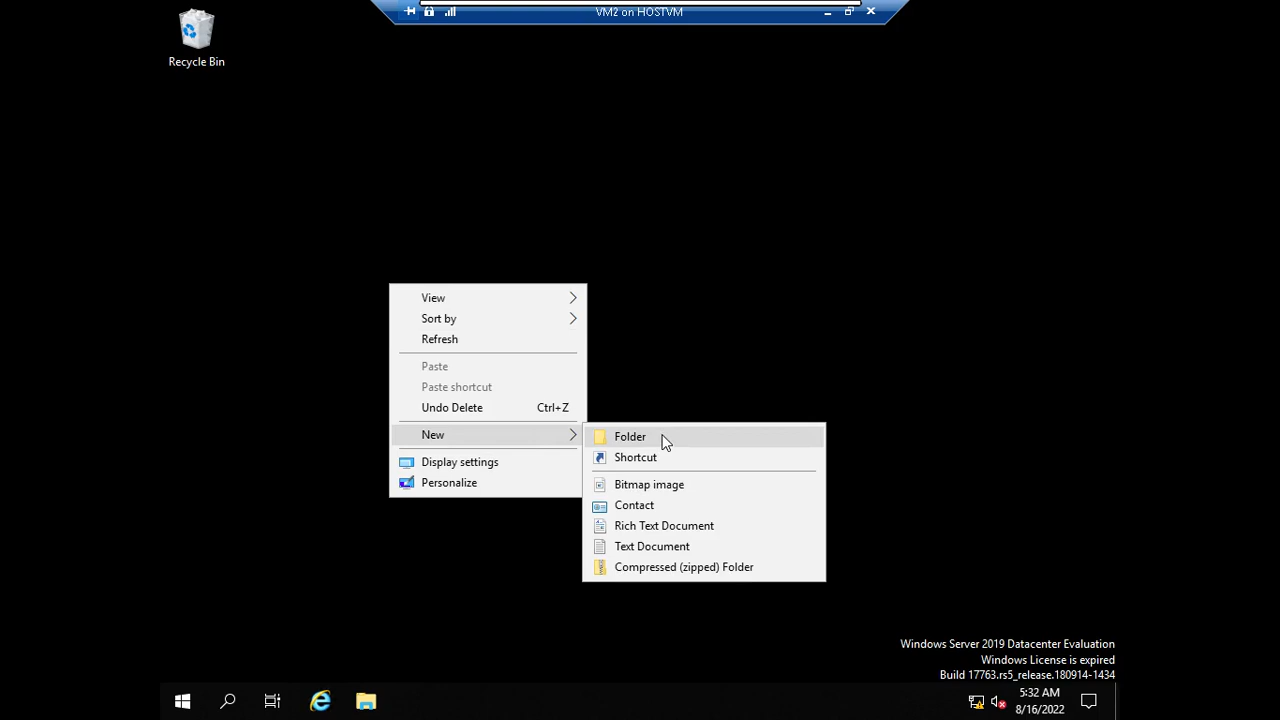 VM2 on HOSTVM
Recycle Bin
View
Sort by
Refresh
Paste
Paste shortcut
Undo Delete Ctrl+Z
New
Display settings
Personalize
Folder
Shortcut
Bitmap image
Contact
Rich Text Document
Text Document
Compressed (zipped) Folder
Windows Server 2019 Datacenter Evaluation
Windows License is expired
Build 17763.rs5_release.180914-1434
5:32 AM
8/16/2022